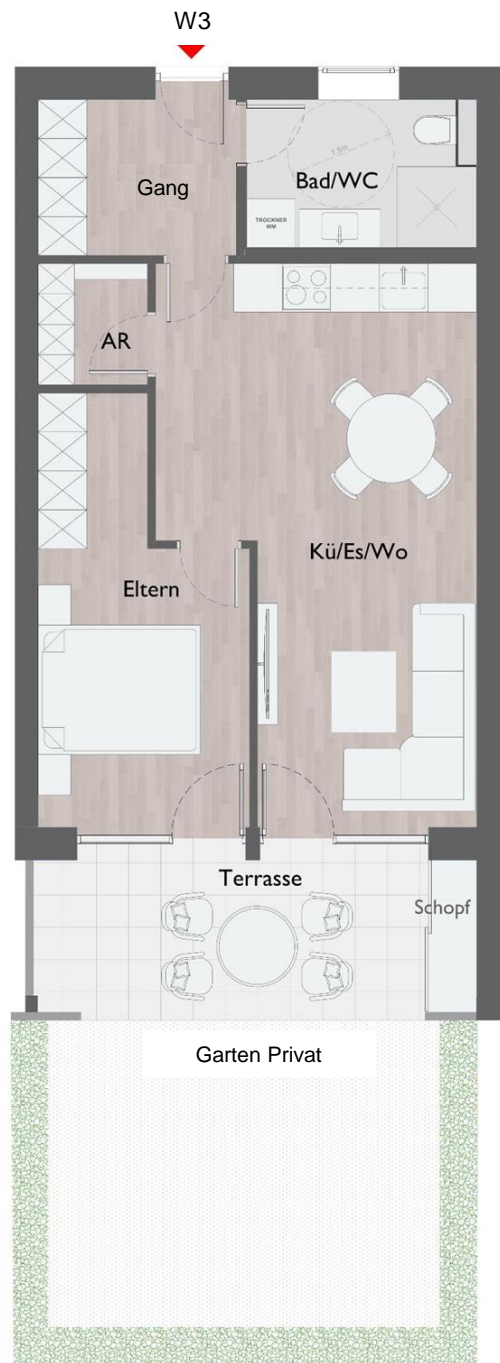 W3
Gang
Bad/WC
1.5m
TROCKNER
WM
AR
Kü/Es/Wo
Eltern
Terrasse
Schopf
Garten Privat